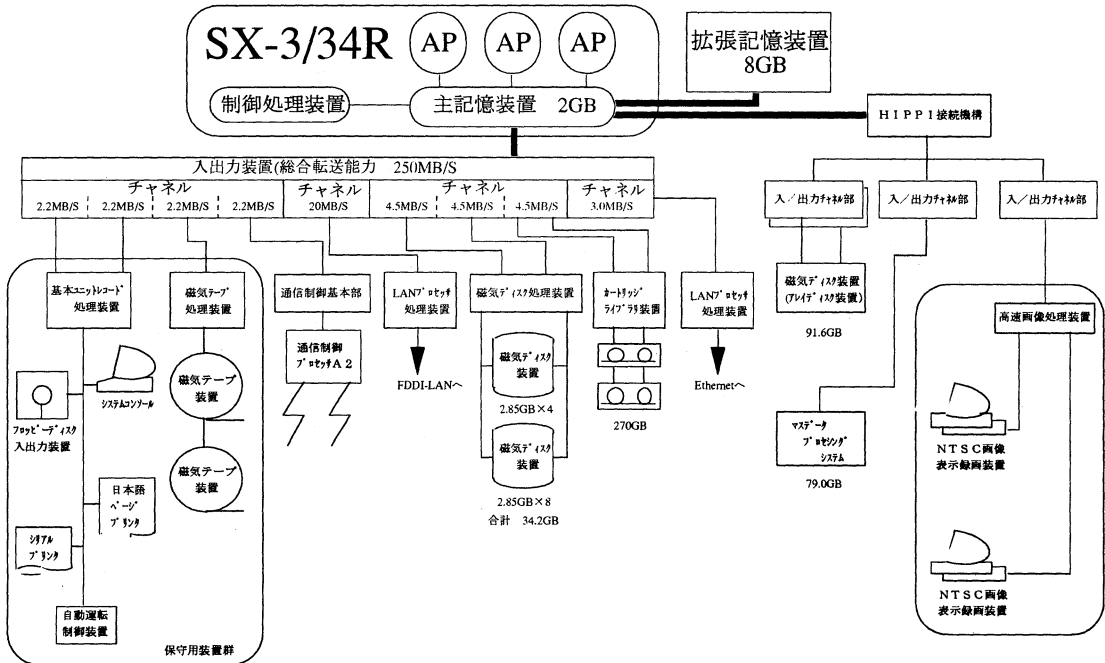 SX-3/34R
AP
AP
AP
制御処理装置
主記憶装置 2GB
拡張記憶装置
8GB
HIPPI接続機構
入出力装置(総合転送能力 250MB/S
チャネル
チャネル
チャネル
チャネル
2.2MB/S
2.2MB/S
2.2MB/S
2.2MB/S
20MB/S
4.5MB/S
4.5MB/S
4.5MB/S
3.0MB/S
入/出力チャネル部
入/出力チャネル部
入/出力チャネル部
基本ユニットレコード
処理装置
磁気テープ
処理装置
通信制御基本部
LANプロセッサ
処理装置
磁気ディスク処理装置
カートリッジ
ライブラリ装置
LANプロセッサ
処理装置
磁気ディスク装置
(アレイディスク装置)
91.6GB
高速画像処理装置
通信制御
プロセッサA2
FDDI-LANへ
磁気ディスク
装置
2.85GB×4
270GB
Ethernetへ
システムコンソール
磁気テープ
装置
フロッピーディスク
入出力装置
マスデータ
プロセシング
システム
79.0GB
NTSC画像
表示録画装置
磁気テープ
装置
磁気ディスク
装置
2.85GB×8
合計 34.2GB
日本語
ページ
プリンタ
シリアル
プリンタ
NTSC画像
表示録画装置
自動運転
制御装置
保守用装置群